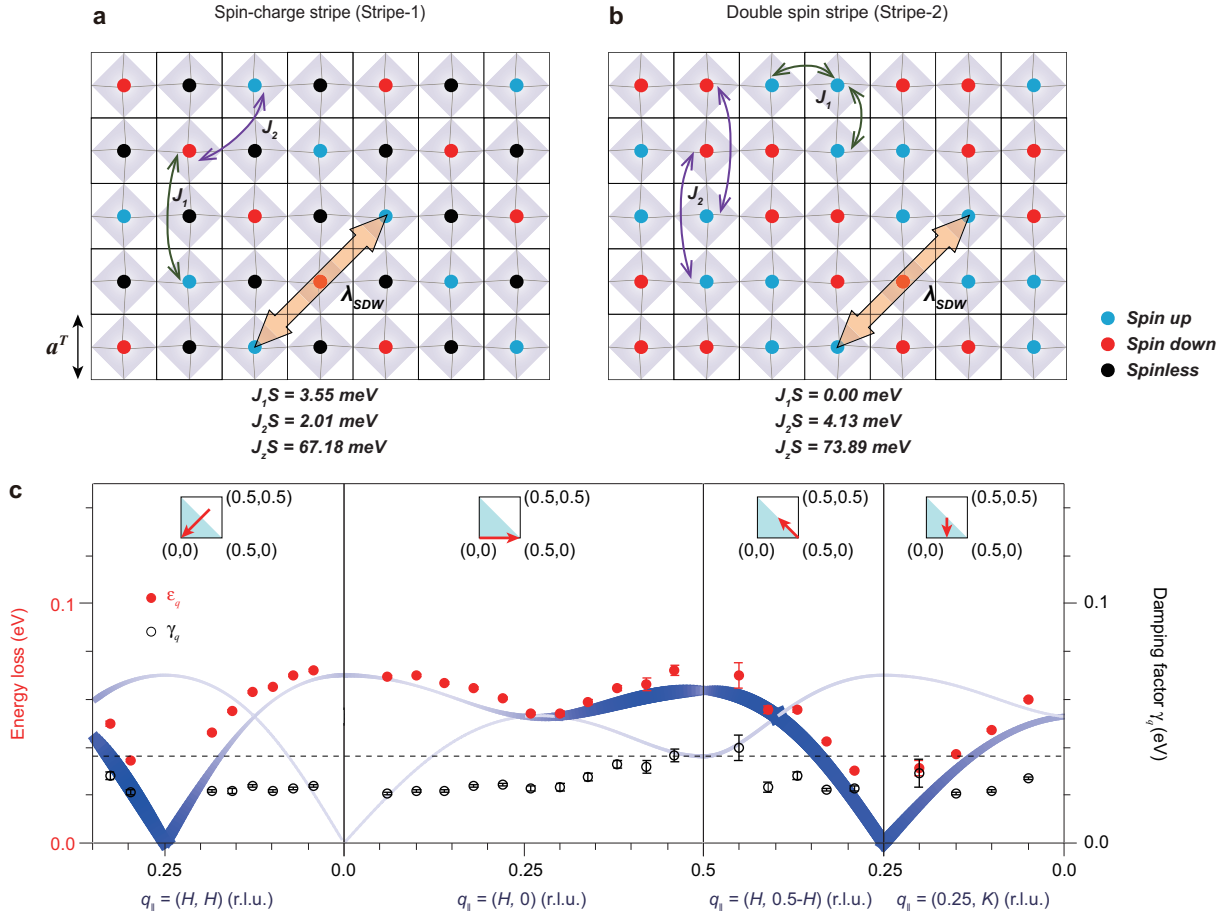 a
Spin-charge stripe (Stripe-1)
b
Double spin stripe (Stripe-2)
J2
J1
J1
J2
λSDW
λSDW
aT
Spin up
Spin down
Spinless
J1S = 3.55 meV
J2S = 2.01 meV
JzS = 67.18 meV
J1S = 0.00 meV
J2S = 4.13 meV
JzS = 73.89 meV
c
(0.5,0.5)
(0,0) (0.5,0)
(0.5,0.5)
(0,0) (0.5,0)
(0.5,0.5)
(0,0) (0.5,0)
(0.5,0.5)
(0,0) (0.5,0)
εq
γq
Energy loss (eV)
0.1
0.0
Damping factor γq (eV)
0.1
0.0
0.25 0.0 0.25 0.5 0.25 0.0
q∥ = (H, H) (r.l.u.) q∥ = (H, 0) (r.l.u.) q∥ = (H, 0.5-H) (r.l.u.) q∥ = (0.25, K) (r.l.u.)